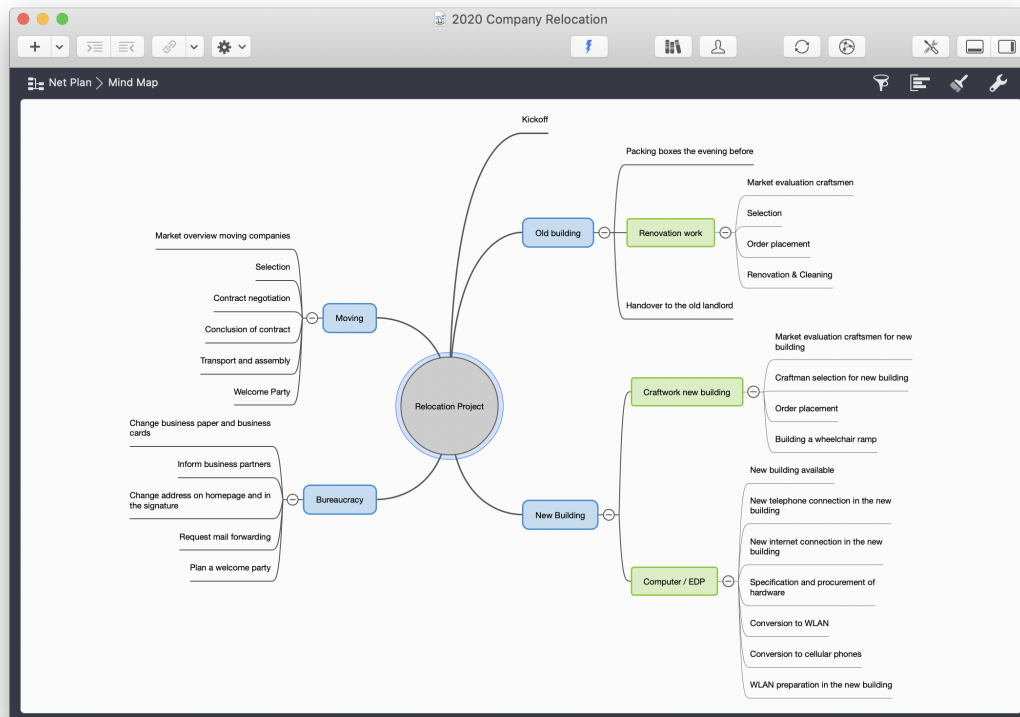 2020 Company Relocation
Net Plan > Mind Map
Kickoff
Packing boxes the evening before
Market evaluation craftsmen
Selection
Old building
Renovation work
Order placement
Renovation & Cleaning
Handover to the old landlord
Market overview moving companies
Selection
Contract negotiation
Moving
Conclusion of contract
Transport and assembly
Welcome Party
Relocation Project
Market evaluation craftsmen for new
building
Craftman selection for new building
Craftwork new building
Order placement
Building a wheelchair ramp
Change business paper and business
cards
Inform business partners
Change address on homepage and in
the signature
Bureaucracy
Request mail forwarding
Plan a welcome party
New Building
New building available
New telephone connection in the new
building
New internet connection in the new
building
Computer / EDP
Specification and procurement of
hardware
Conversion to WLAN
Conversion to cellular phones
WLAN preparation in the new building